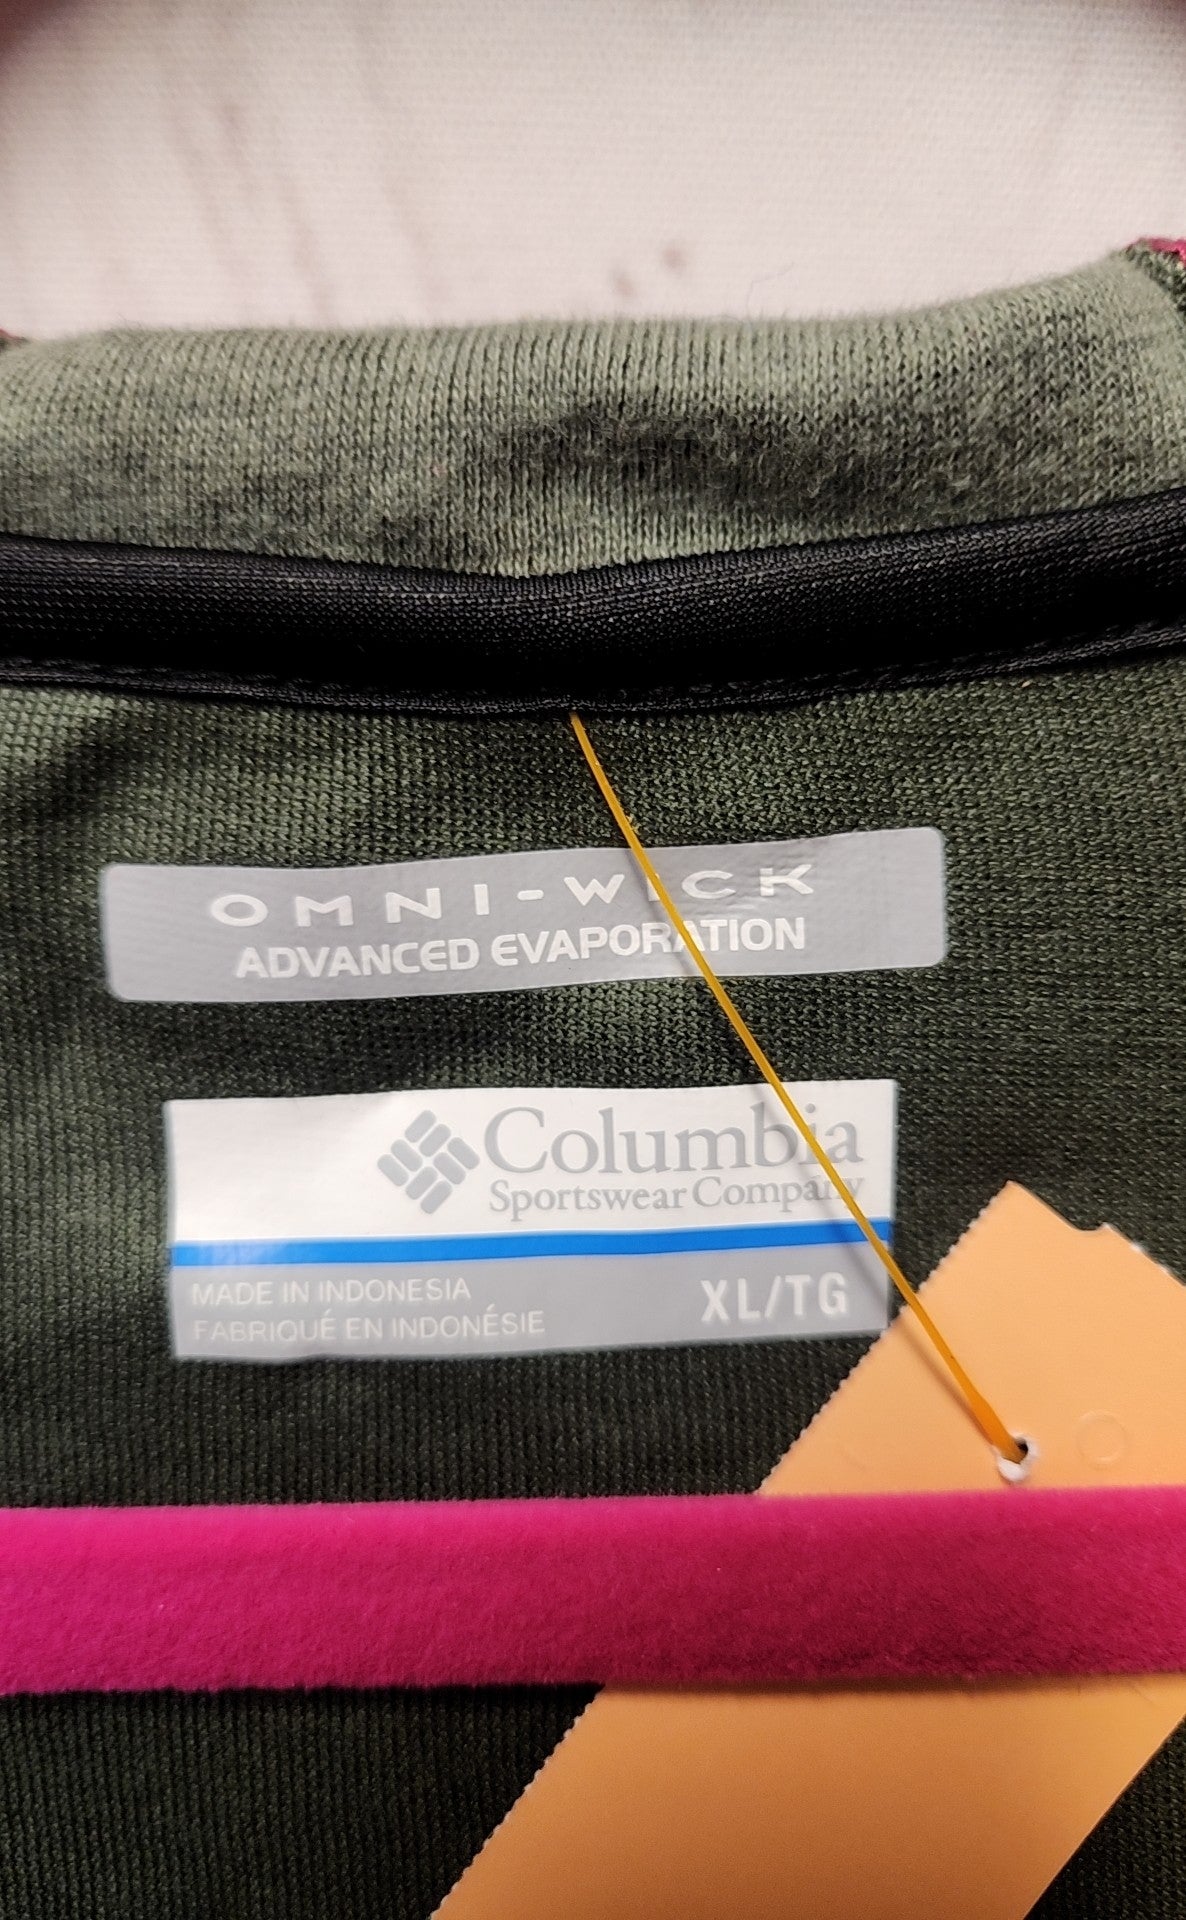 OMNI-WICK
ADVANCED EVAPORATION
Columbia
Sportswear Company
MADE IN INDONESIA
FABRIQUÉ EN INDONÉSIE
XL/TG